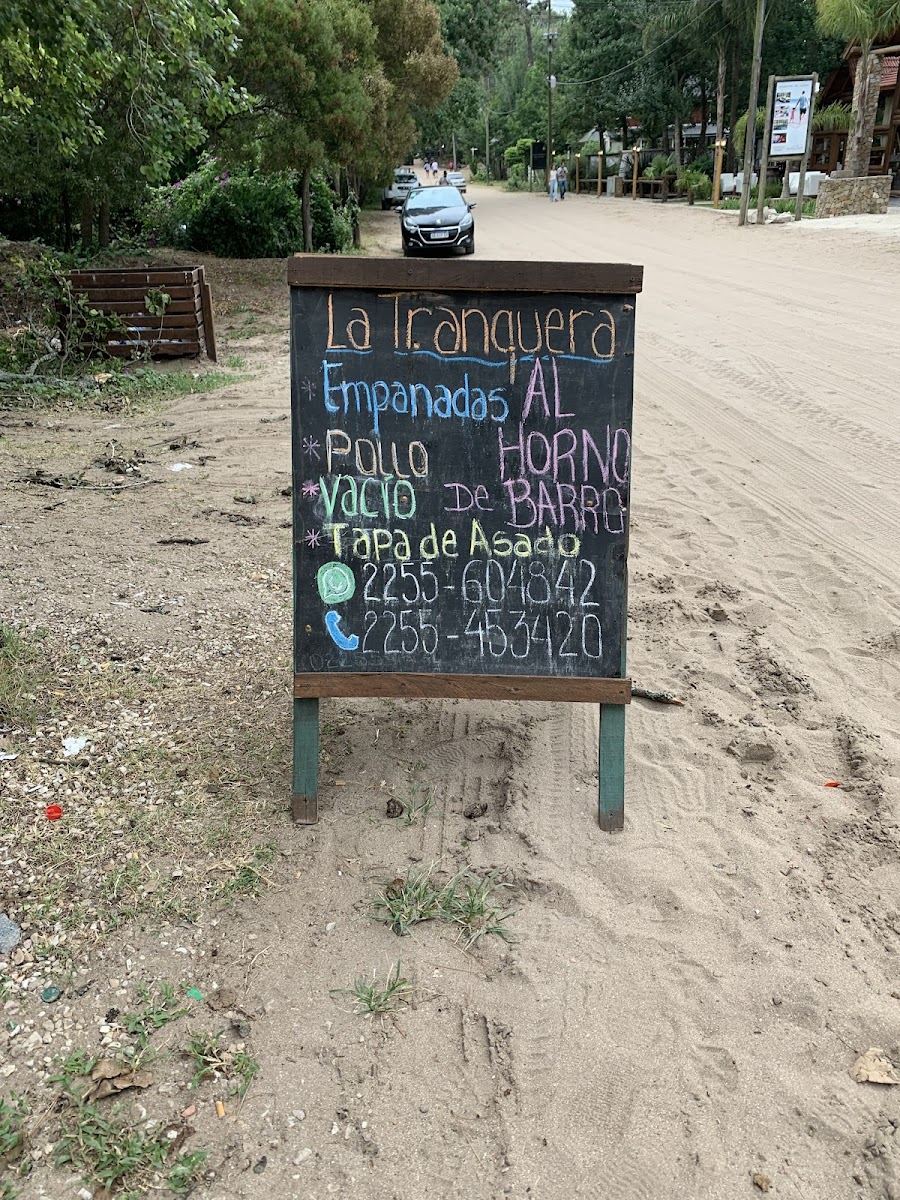 La Tranquera
* Empanadas AL
* POLLO HORNO
* VACÍO DE BARRO
* Tapa de Asado
2255-604842
2255-453420